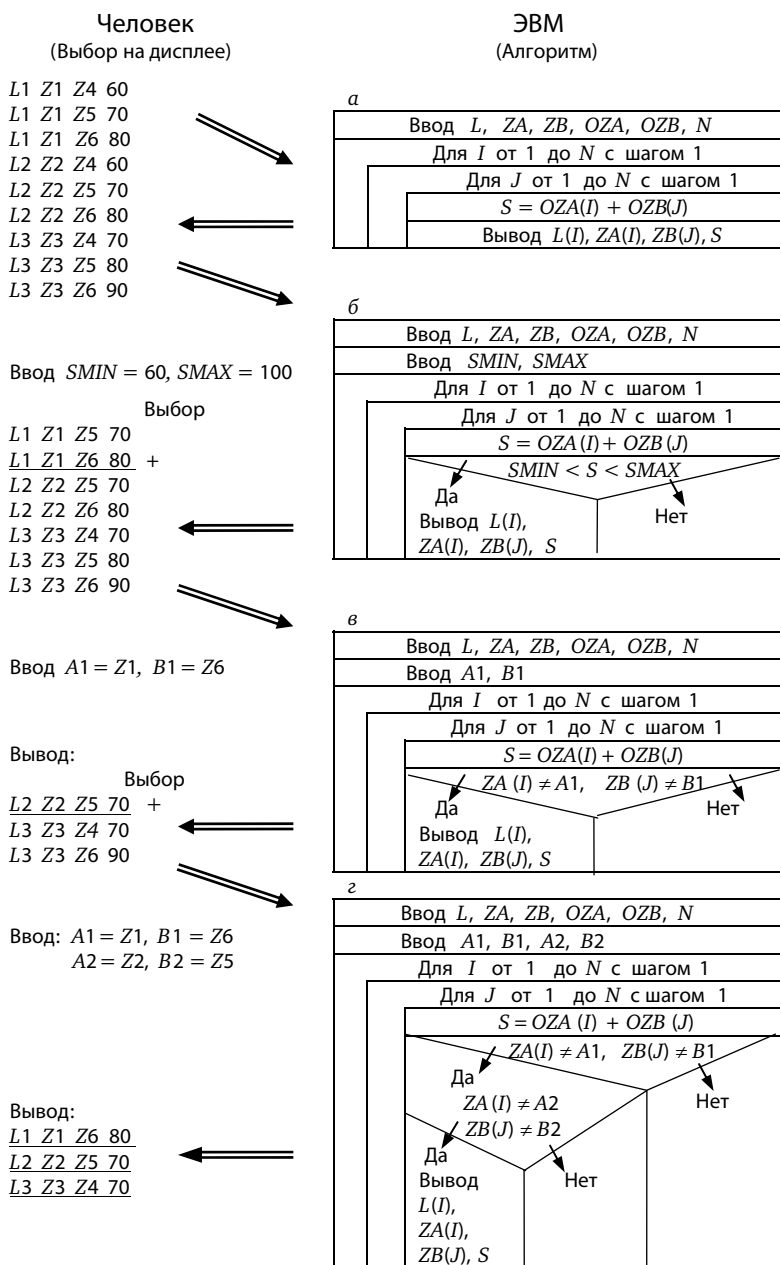 Человек
(Выбор на дисплее)
L1 Z1 Z4 60
L1 Z1 Z5 70
L1 Z1 Z6 80
L2 Z2 Z4 60
L2 Z2 Z5 70
L2 Z2 Z6 80
L3 Z3 Z4 70
L3 Z3 Z5 80
L3 Z3 Z6 90
Ввод SMIN = 60, SMAX = 100
Выбор
L1 Z1 Z5 70
L1 Z1 Z6 80 +
L2 Z2 Z5 70
L2 Z2 Z6 80
L3 Z3 Z4 70
L3 Z3 Z5 80
L3 Z3 Z6 90
Ввод A1 = Z1, B1 = Z6
Вывод:
Выбор
L2 Z2 Z5 70 +
L3 Z3 Z4 70
L3 Z3 Z6 90
Ввод: A1 = Z1, B1 = Z6
A2 = Z2, B2 = Z5
Вывод:
L1 Z1 Z6 80
L2 Z2 Z5 70
L3 Z3 Z4 70
ЭВМ
(Алгоритм)
а
Ввод L, ZA, ZB, OZA, OZB, N
Для I от 1 до N с шагом 1
Для J от 1 до N с шагом 1
S = OZA(I) + OZB(J)
Вывод L(I), ZA(I), ZB(J), S
б
Ввод L, ZA, ZB, OZA, OZB, N
Ввод SMIN, SMAX
Для I от 1 до N с шагом 1
Для J от 1 до N с шагом 1
S = OZA(I) + OZB(J)
SMIN < S < SMAX
Да
Нет
Вывод L(I),
ZA(I), ZB(J), S
в
Ввод L, ZA, ZB, OZA, OZB, N
Ввод A1, B1
Для I от 1 до N с шагом 1
Для J от 1 до N с шагом 1
S = OZA(I) + OZB(J)
ZA (I) ≠ A1, ZB (J) ≠ B1
Да
Нет
Вывод L(I),
ZA(I), ZB(J), S
г
Ввод L, ZA, ZB, OZA, OZB, N
Ввод A1, B1, A2, B2
Для I от 1 до N с шагом 1
Для J от 1 до N с шагом 1
S = OZA (I) + OZB (J)
ZA(I) ≠ A1, ZB(J) ≠ B1
Да
Нет
ZA (I) ≠ A2
ZB(J) ≠ B2
Да
Нет
Вывод
L(I),
ZA(I),
ZB(J), S